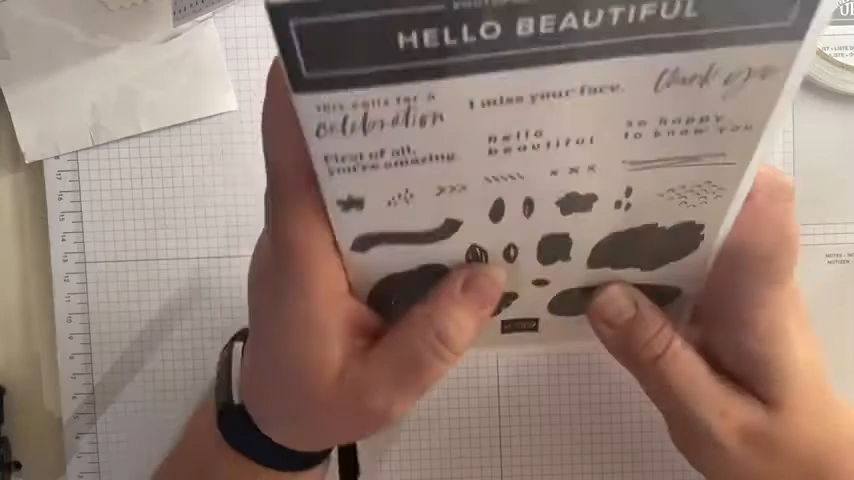 HELLO BEAUTIFUL
this calls for a
celebration
I miss your face.
thank you
First of all,
you're amazing.
hello
beautiful
so happy
to know you